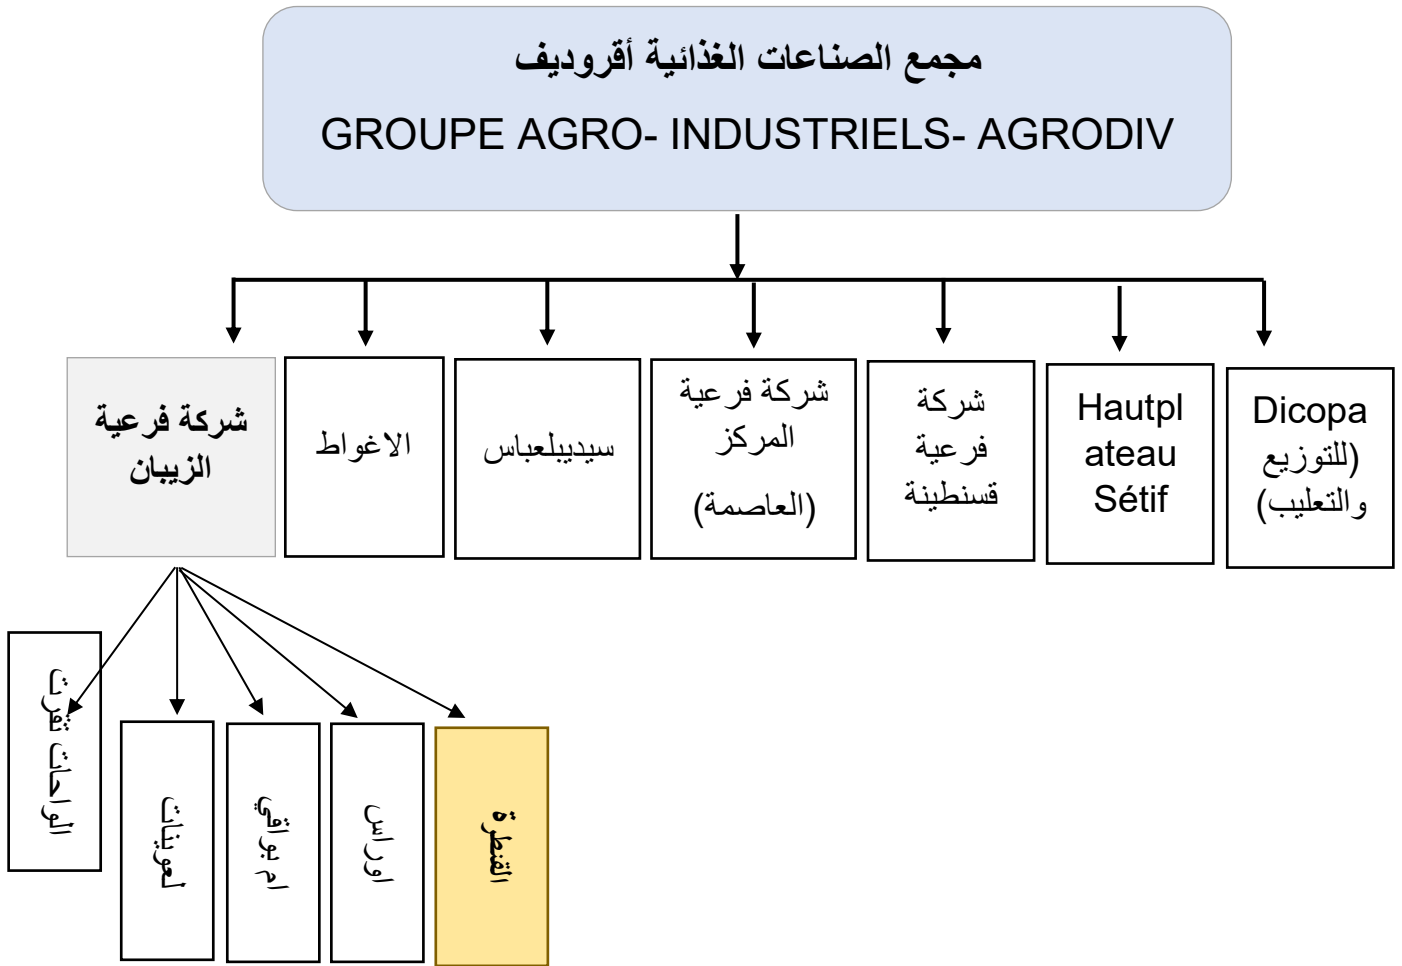 مجمع الصناعات الغذائية أقروديف
GROUPE AGRO- INDUSTRIELS- AGRODIV
Dicopa
(للتوزيع
والتعليب)
Hautpl
ateau
Sétif
شركة
فرعية
قسنطينة
شركة فرعية
المركز
(العاصمة)
سيديبلعباس
الاغواط
شركة فرعية
الزيبان
القنطرة
اوراس
ام بواقي
لعوينات
الواحات تقرت